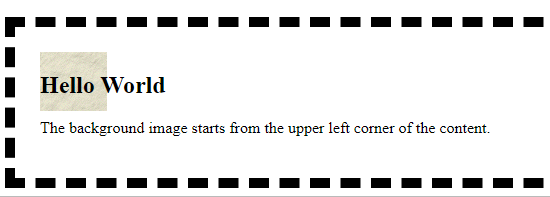 Hello World
The background image starts from the upper left corner of the content.